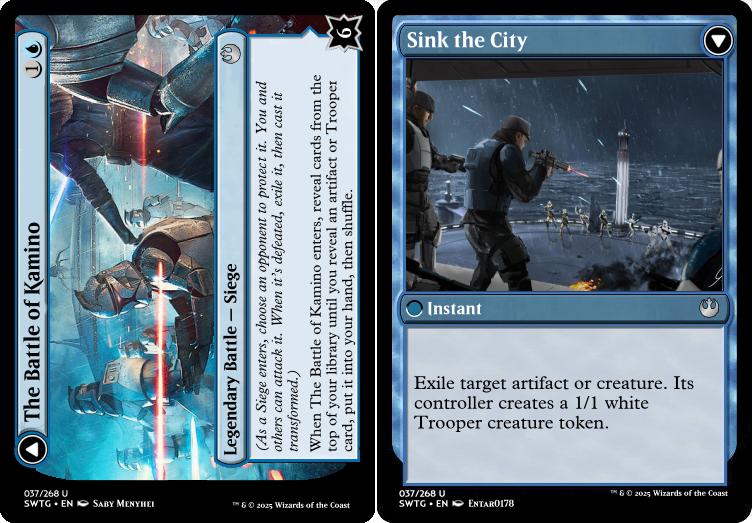 The Battle of Kamino
1
Legendary Battle – Siege
(As a Siege enters, choose an opponent to protect it. You and
others can attack it. When it's defeated, exile it, then cast it
transformed.)
When The Battle of Kamino enters, reveal cards from the
top of your library until you reveal an artifact or Trooper
card, put it into your hand, then shuffle.
6
037/268 U
SWTG • EN Saby Menyhei
™ & © 2025 Wizards of the Coast
Sink the City
Instant
Exile target artifact or creature. Its
controller creates a 1/1 white
Trooper creature token.
037/268 U
SWTG • EN Entar0178
™ & © 2025 Wizards of the Coast